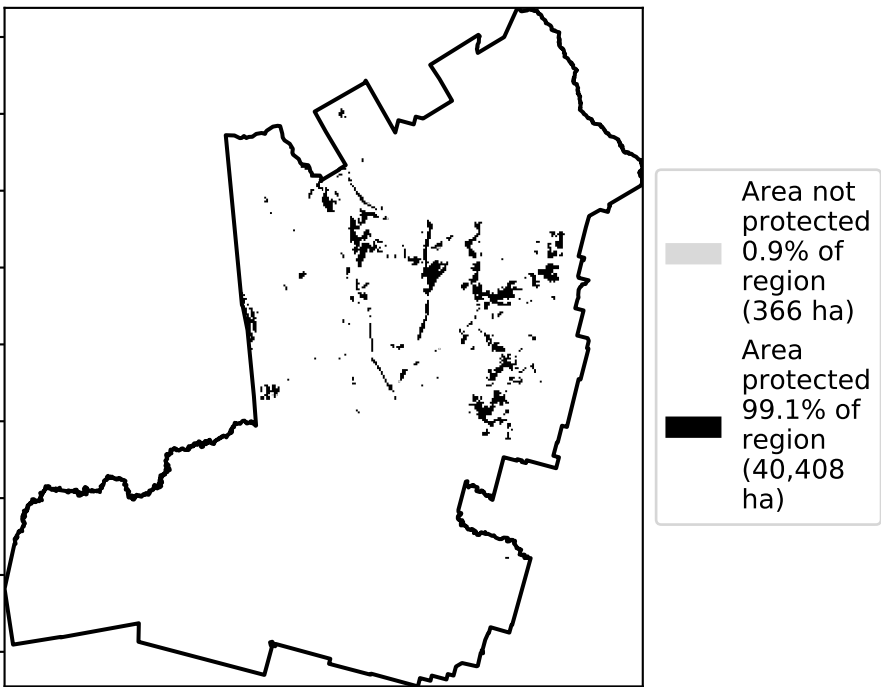 Area not
protected
0.9% of
region
(366 ha)
Area
protected
99.1% of
region
(40,408
ha)